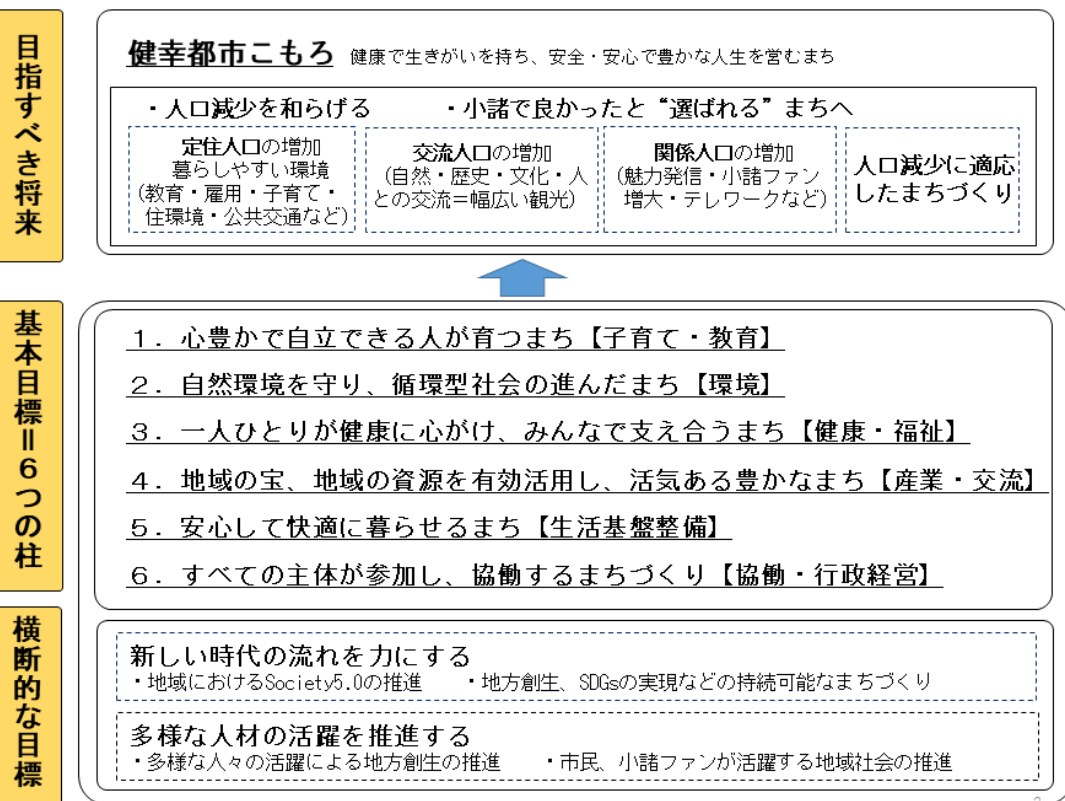 目指すべき将来
健幸都市こもろ 健康で生きがいを持ち、安全・安心で豊かな人生を営むまち
・人口減少を和らげる ・小諸で良かったと“選ばれる”まちへ
定住人口の増加
暮らしやすい環境
(教育・雇用・子育て・
住環境・公共交通など)
交流人口の増加
(自然・歴史・文化・人
との交流＝幅広い観光)
関係人口の増加
(魅力発信・小諸ファン
増大・テレワークなど)
人口減少に適応
したまちづくり
基本目標＝６つの柱
１．心豊かで自立できる人が育つまち【子育て・教育】
２．自然環境を守り、循環型社会の進んだまち【環境】
３．一人ひとりが健康に心がけ、みんなで支え合うまち【健康・福祉】
４．地域の宝、地域の資源を有効活用し、活気ある豊かなまち【産業・交流】
５．安心して快適に暮らせるまち【生活基盤整備】
６．すべての主体が参加し、協働するまちづくり【協働・行政経営】
横断的な目標
新しい時代の流れを力にする
・地域におけるSociety5.0の推進 ・地方創生、SDGsの実現などの持続可能なまちづくり
多様な人材の活躍を推進する
・多様な人々の活躍による地方創生の推進 ・市民、小諸ファンが活躍する地域社会の推進